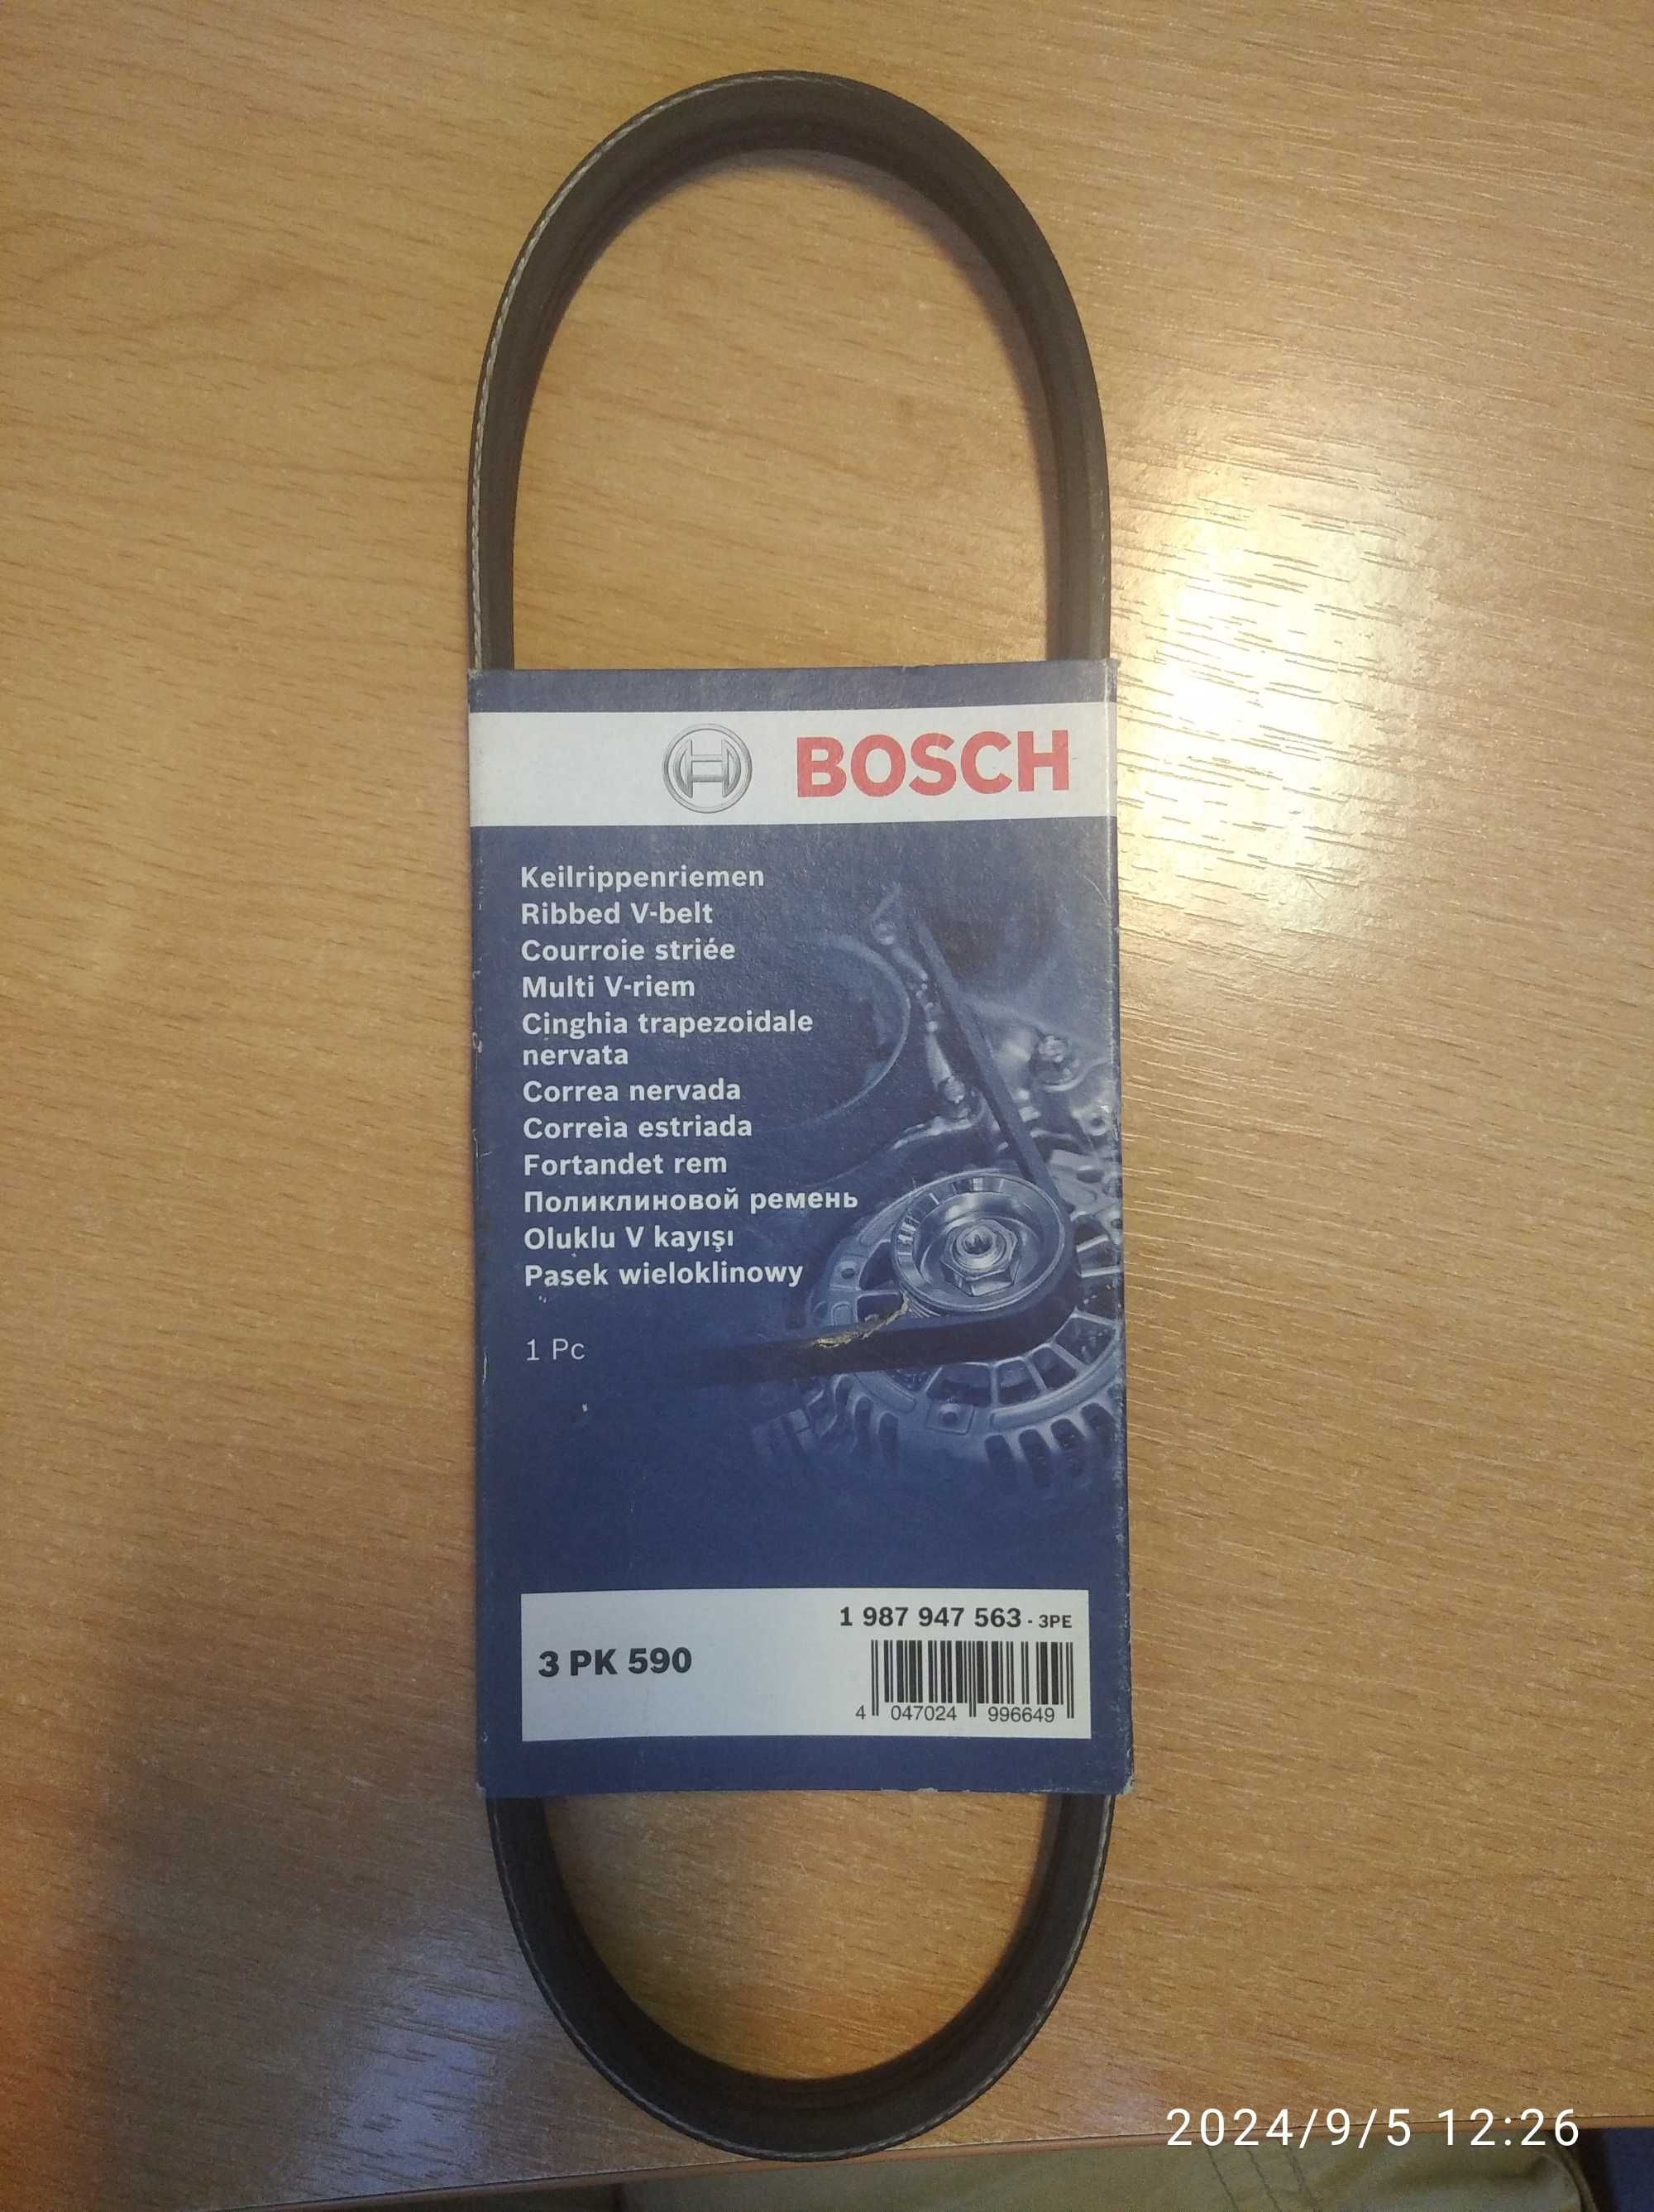 BOSCH
Keilrippenriemen
Ribbed V-belt
Courroie striée
Multi V-riem
Cinghia trapezoidale
nervata
Correa nervada
Correìa estriada
Fortandet rem
Поликлиновой ремень
Oluklu V kayışı
Pasek wieloklinowy
1 Pc
1 987 947 563 - 3PE
3 PK 590
4 047024 996649
2024/9/5 12:26